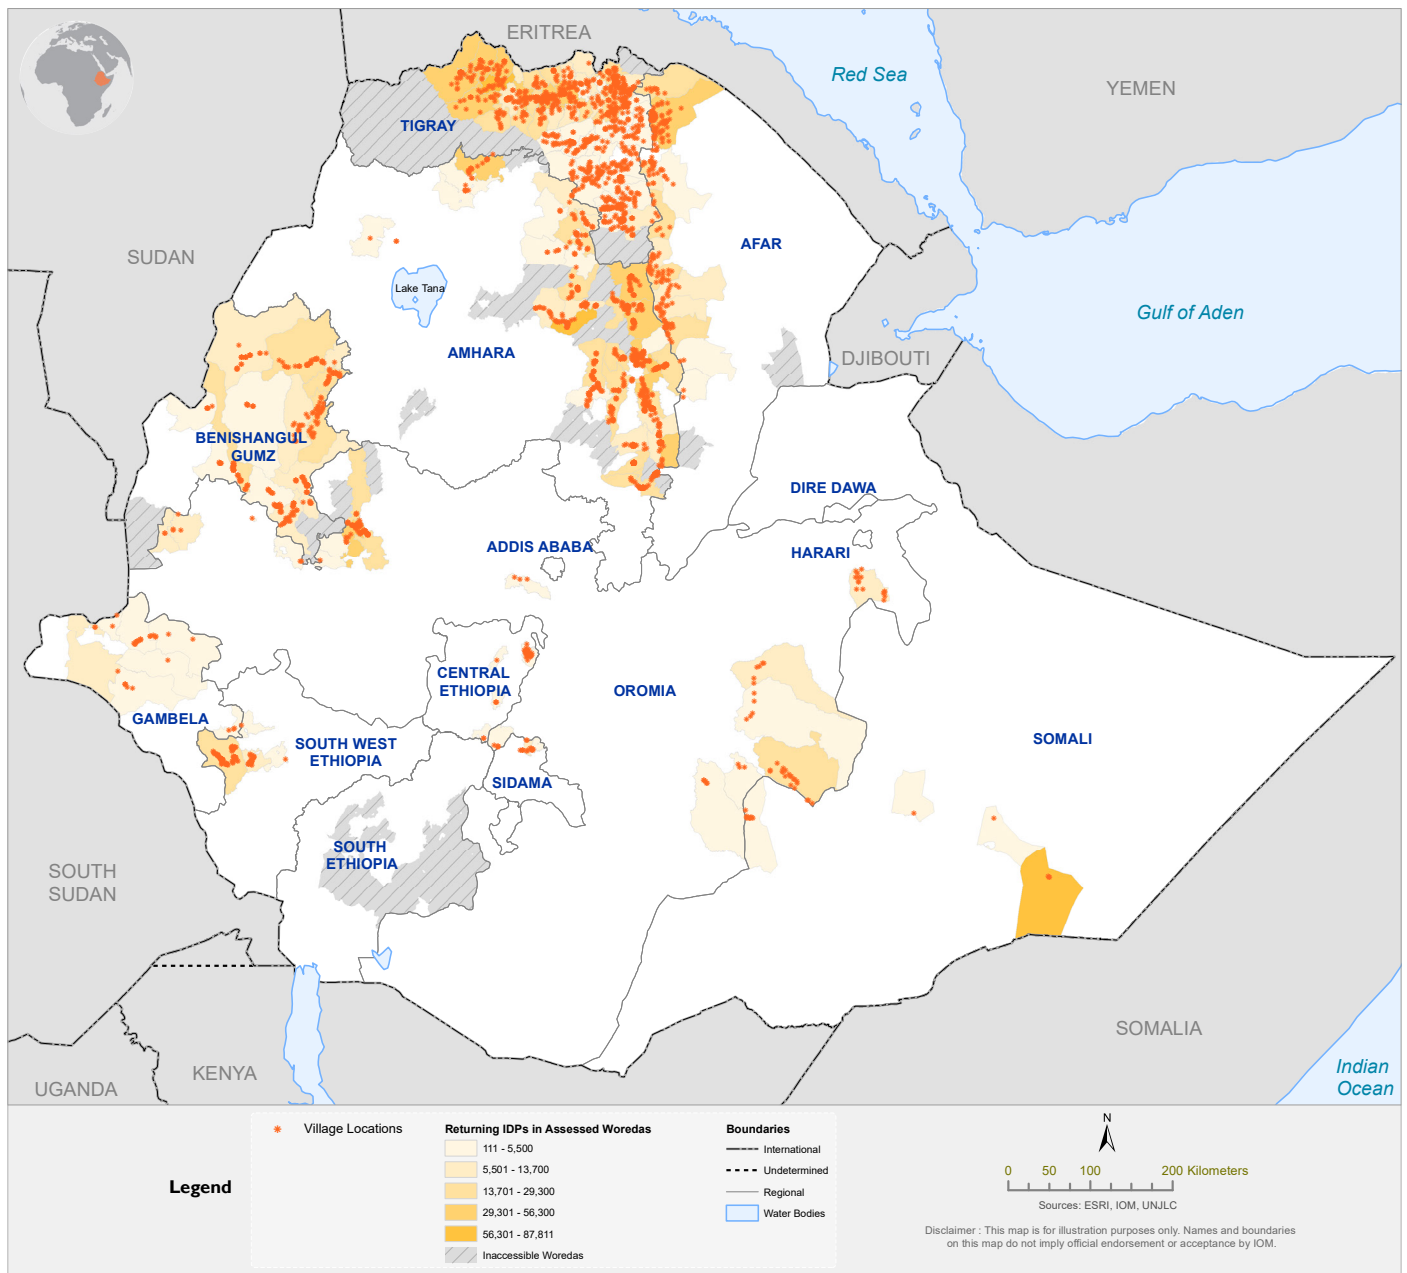 ERITREA
Red Sea
YEMEN
TIGRAY
SUDAN
AFAR
Lake Tana
Gulf of Aden
AMHARA
DJIBOUTI
BENISHANGUL
GUMZ
DIRE DAWA
ADDIS ABABA
HARARI
CENTRAL
ETHIOPIA
OROMIA
GAMBELA
SOUTH WEST
ETHIOPIA
SOMALI
SIDAMA
SOUTH
ETHIOPIA
SOUTH
SUDAN
SOMALIA
KENYA
UGANDA
Indian
Ocean
Legend
Village Locations
Returning IDPs in Assessed Woredas
111 - 5,500
5,501 - 13,700
13,701 - 29,300
29,301 - 56,300
56,301 - 87,811
Inaccessible Woredas
Boundaries
International
Undetermined
Regional
Water Bodies
N
0 50 100 200 Kilometers
Sources: ESRI, IOM, UNJLC
Disclaimer : This map is for illustration purposes only. Names and boundaries
on this map do not imply official endorsement or acceptance by IOM.